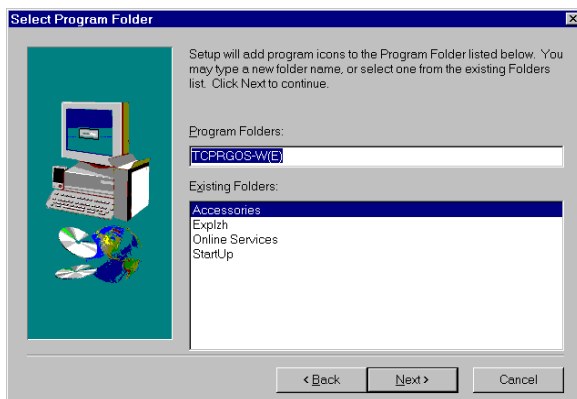 Select Program Folder
Setup will add program icons to the Program Folder listed below. You
may type a new folder name, or select one from the existing Folders
list. Click Next to continue.
Program Folders:
TCPRGOS-W(E)
Existing Folders:
Accessories
Explzh
Online Services
StartUp
< Back
Next >
Cancel